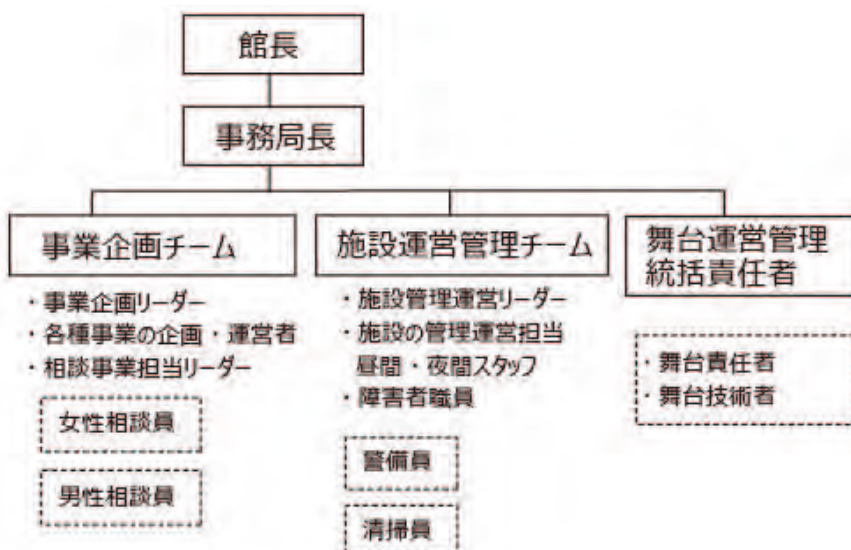 館長
事務局長
事業企画チーム
・事業企画リーダー
・各種事業の企画・運営者
・相談事業担当リーダー
女性相談員
男性相談員
施設運営管理チーム
・施設管理運営リーダー
・施設の管理運営担当
昼間・夜間スタッフ
・障害者職員
警備員
清掃員
舞台運営管理
統括責任者
・舞台責任者
・舞台技術者